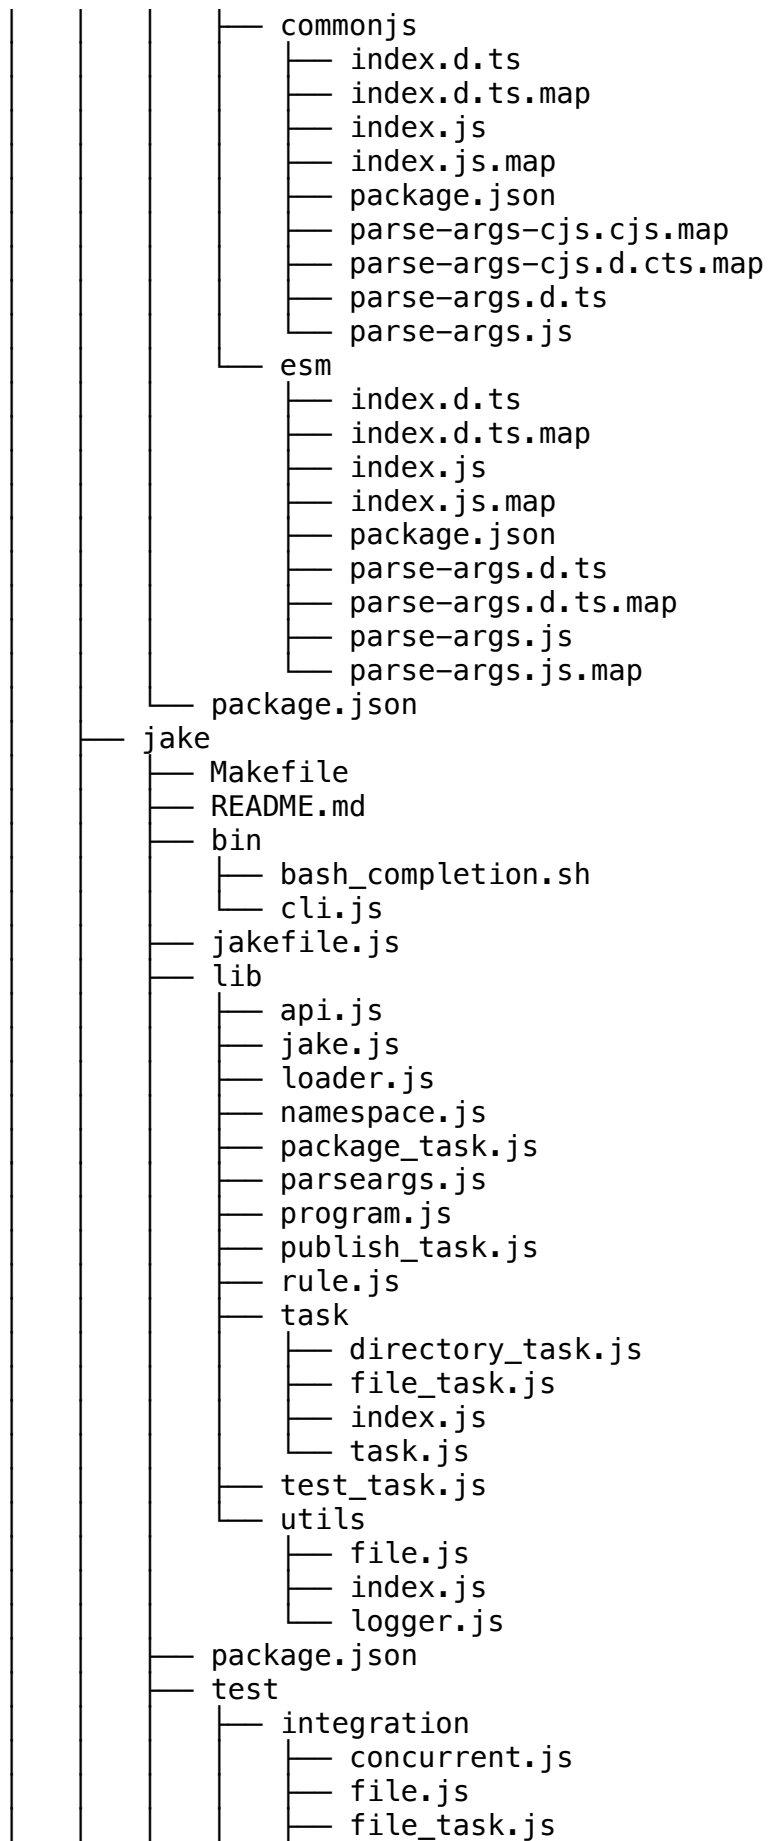 │   │   │   ├── commonjs
│   │   │   │   ├── index.d.ts
│   │   │   │   ├── index.d.ts.map
│   │   │   │   ├── index.js
│   │   │   │   ├── index.js.map
│   │   │   │   ├── package.json
│   │   │   │   ├── parse-args-cjs.cjs.map
│   │   │   │   ├── parse-args-cjs.d.cts.map
│   │   │   │   ├── parse-args.d.ts
│   │   │   │   └── parse-args.js
│   │   │   └── esm
│   │   │       ├── index.d.ts
│   │   │       ├── index.d.ts.map
│   │   │       ├── index.js
│   │   │       ├── index.js.map
│   │   │       ├── package.json
│   │   │       ├── parse-args.d.ts
│   │   │       ├── parse-args.d.ts.map
│   │   │       ├── parse-args.js
│   │   │       └── parse-args.js.map
│   │   └── package.json
│   ├── jake
│   │   ├── Makefile
│   │   ├── README.md
│   │   ├── bin
│   │   │   ├── bash_completion.sh
│   │   │   └── cli.js
│   │   ├── jakefile.js
│   │   ├── lib
│   │   │   ├── api.js
│   │   │   ├── jake.js
│   │   │   ├── loader.js
│   │   │   ├── namespace.js
│   │   │   ├── package_task.js
│   │   │   ├── parseargs.js
│   │   │   ├── program.js
│   │   │   ├── publish_task.js
│   │   │   ├── rule.js
│   │   │   ├── task
│   │   │   │   ├── directory_task.js
│   │   │   │   ├── file_task.js
│   │   │   │   ├── index.js
│   │   │   │   └── task.js
│   │   │   ├── test_task.js
│   │   │   └── utils
│   │   │       ├── file.js
│   │   │       ├── index.js
│   │   │       └── logger.js
│   │   ├── package.json
│   │   ├── test
│   │   │   ├── integration
│   │   │   │   ├── concurrent.js
│   │   │   │   ├── file.js
│   │   │   │   ├── file_task.js